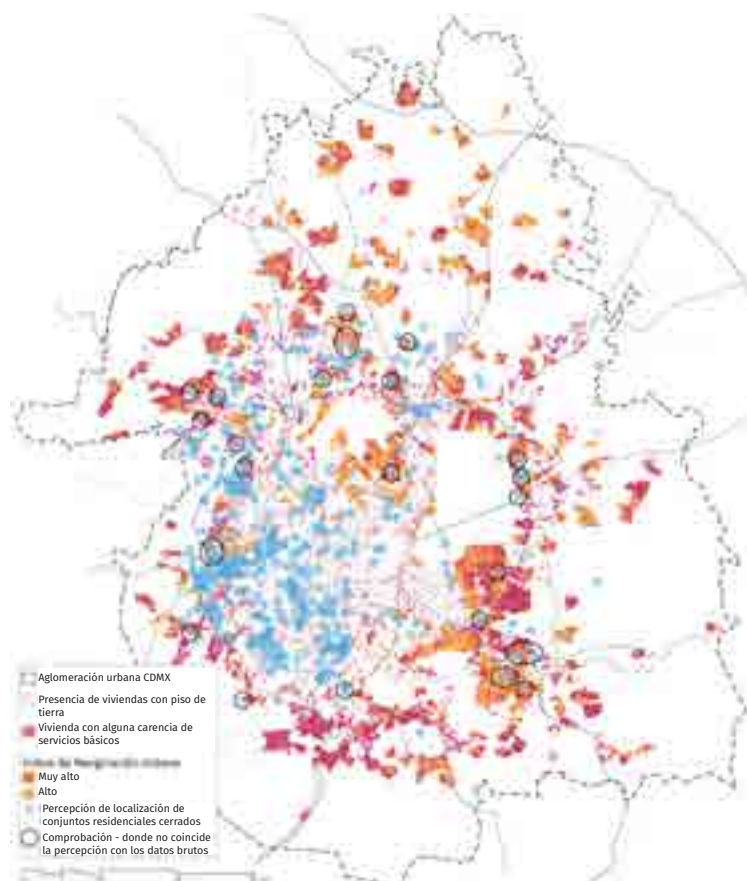 Aglomeración urbana CDMX
Presencia de viviendas con piso de
tierra
Vivienda con alguna carencia de
servicios básicos
Muy alto
Alto
Percepción de localización de
conjuntos residenciales cerrados
Comprobación - donde no coincide
la percepción con los datos brutos